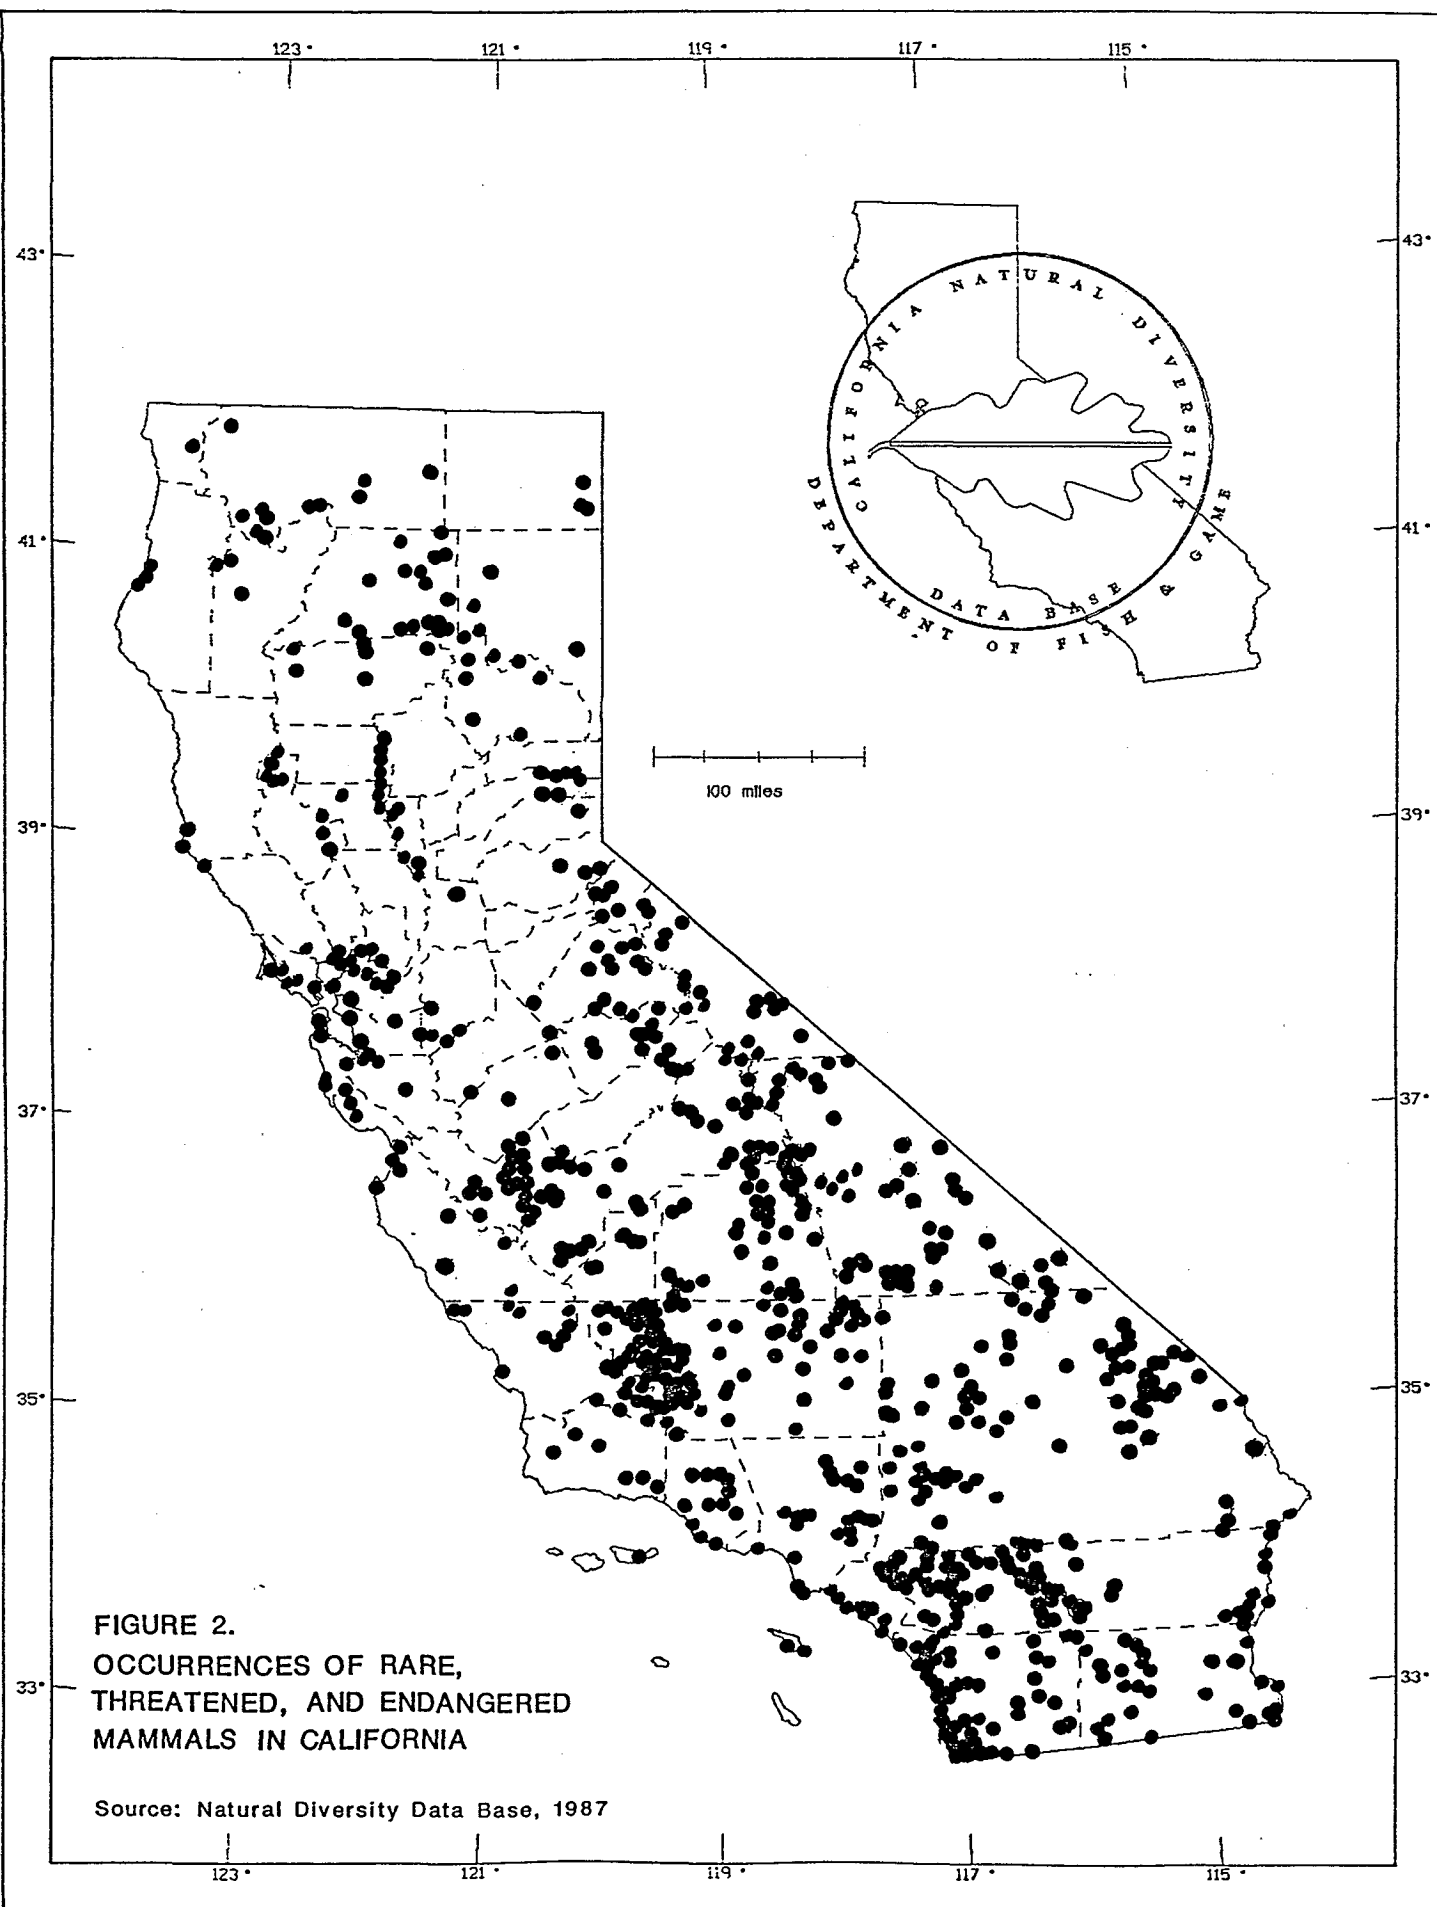 123° 121° 119° 117° 115°
43° 43°
CALIFORNIA NATURAL DIVERSITY
DATA BASE
DEPARTMENT OF FISH & GAME
41° 41°
100 miles
39° 39°
37° 37°
35° 35°
FIGURE 2.
OCCURRENCES OF RARE,
THREATENED, AND ENDANGERED
MAMMALS IN CALIFORNIA
33° 33°
Source: Natural Diversity Data Base, 1987
123° 121° 119° 117° 115°